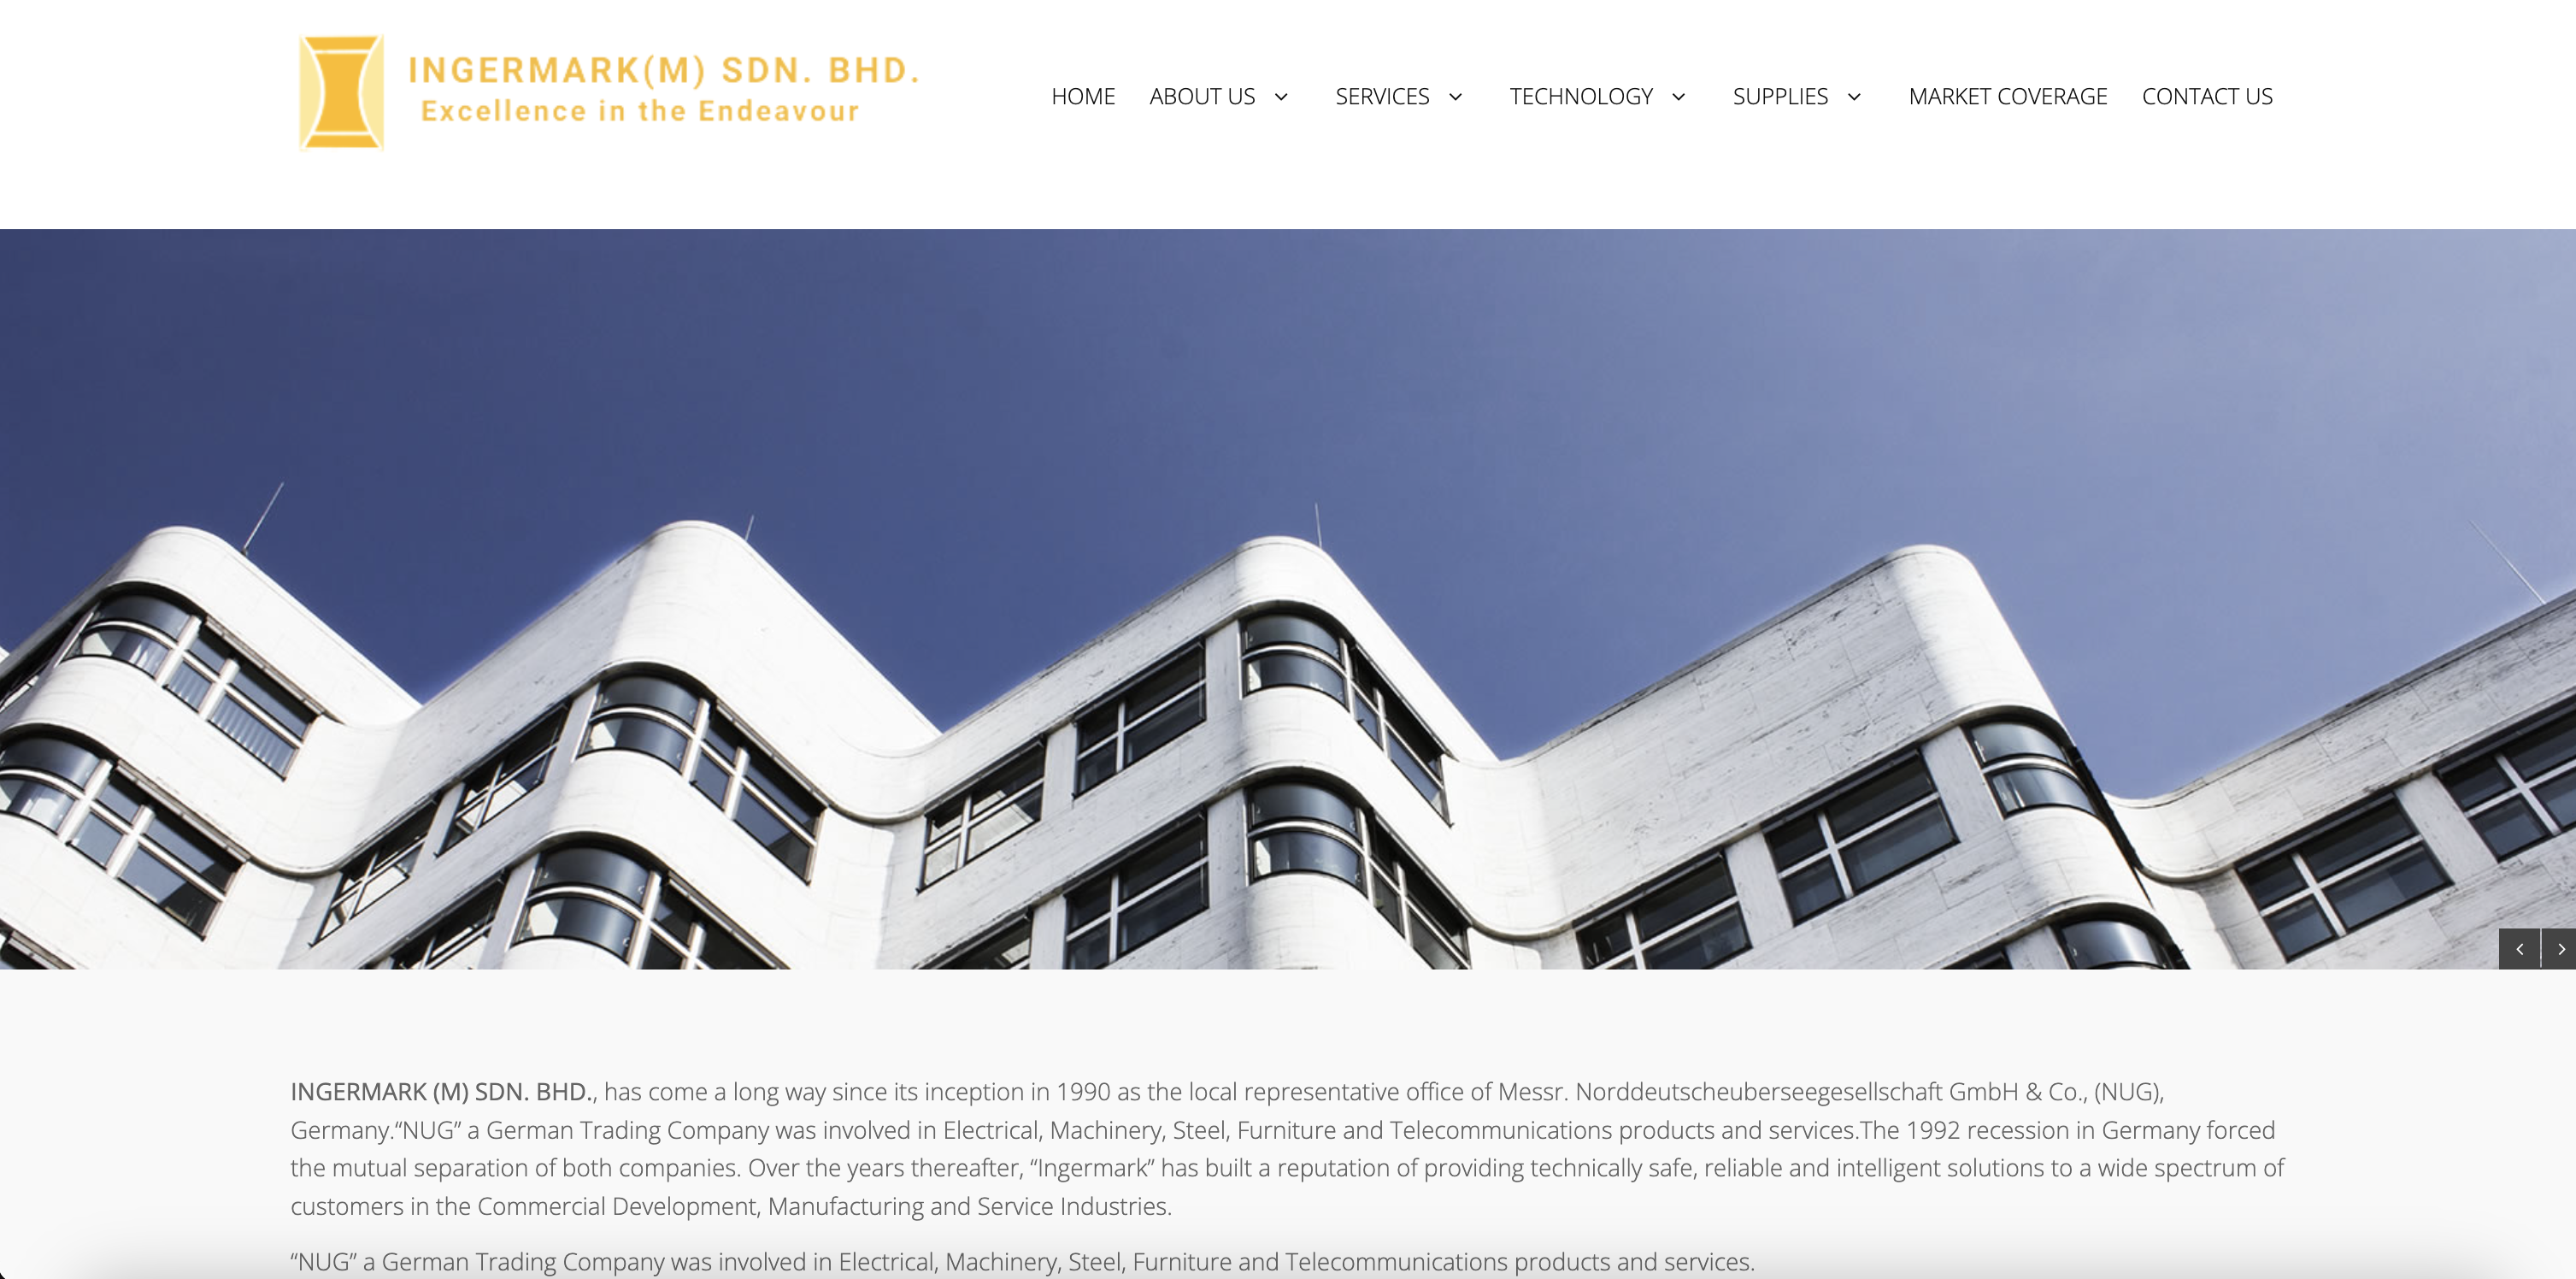 INGERMARK(M) SDN. BHD.
Excellence in the Endeavour
HOME ABOUT US SERVICES TECHNOLOGY SUPPLIES MARKET COVERAGE CONTACT US
INGERMARK (M) SDN. BHD., has come a long way since its inception in 1990 as the local representative office of Messr. Norddeutscheuberseegesellschaft GmbH & Co., (NUG),
Germany.“NUG” a German Trading Company was involved in Electrical, Machinery, Steel, Furniture and Telecommunications products and services.The 1992 recession in Germany forced
the mutual separation of both companies. Over the years thereafter, “Ingermark” has built a reputation of providing technically safe, reliable and intelligent solutions to a wide spectrum of
customers in the Commercial Development, Manufacturing and Service Industries.
“NUG” a German Trading Company was involved in Electrical, Machinery, Steel, Furniture and Telecommunications products and services.